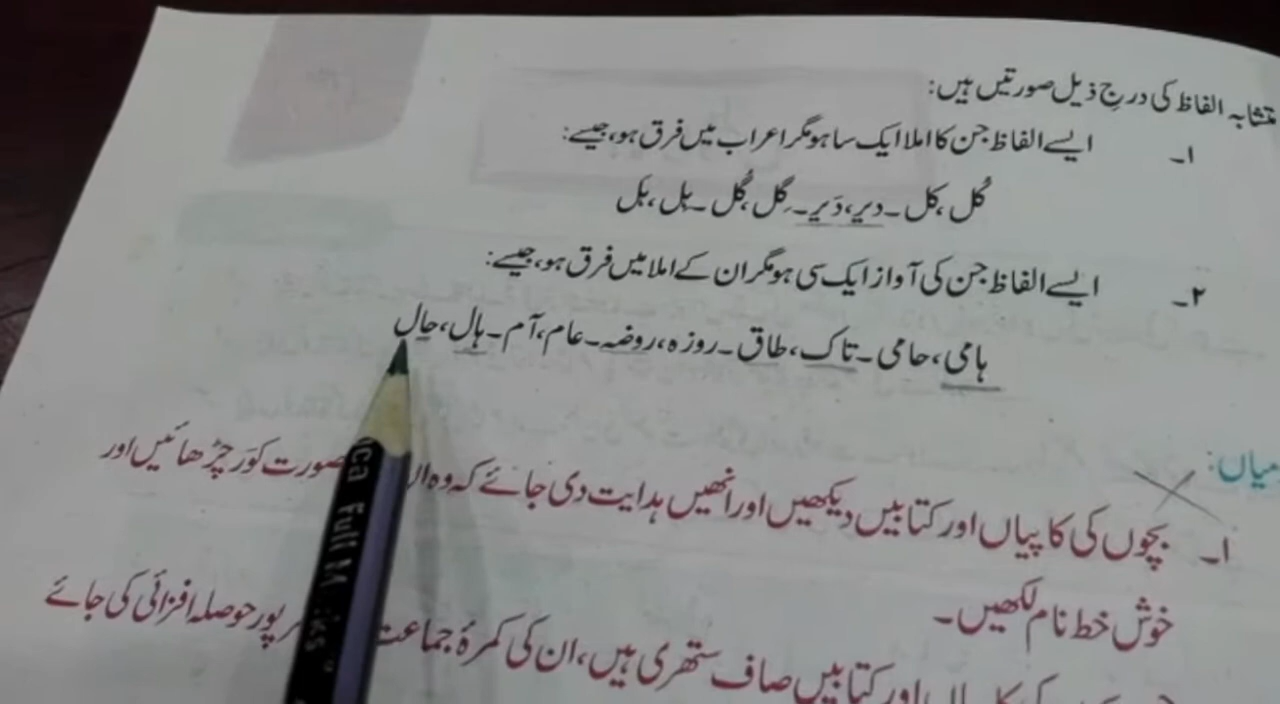 متشابہ الفاظ کی درج ذیل صورتیں ہیں:
۱۔ ایسے الفاظ جن کا املا ایک سا ہو مگر اعراب میں فرق ہو، جیسے:
کُل، کل ۔ دیر، دَیر ۔ گِل، گُل ۔ بِل، بَل
۲۔ ایسے الفاظ جن کی آواز ایک سی ہو مگر ان کے املا میں فرق ہو، جیسے:
ہامی، حامی ۔ تاک، طاق ۔ روزہ، روضہ ۔ عام، آم ۔ ہال، حال
میاں:
۱۔ بچوں کی کاپیاں اور کتابیں دیکھیں اور انھیں ہدایت دی جائے کہ وہ صورت کوَر چڑھائیں اور
خوش خط نام لکھیں۔
اور کتابیں صاف ستھری ہیں، ان کی کمرۂ جماعت حوصلہ افزائی کی جائے